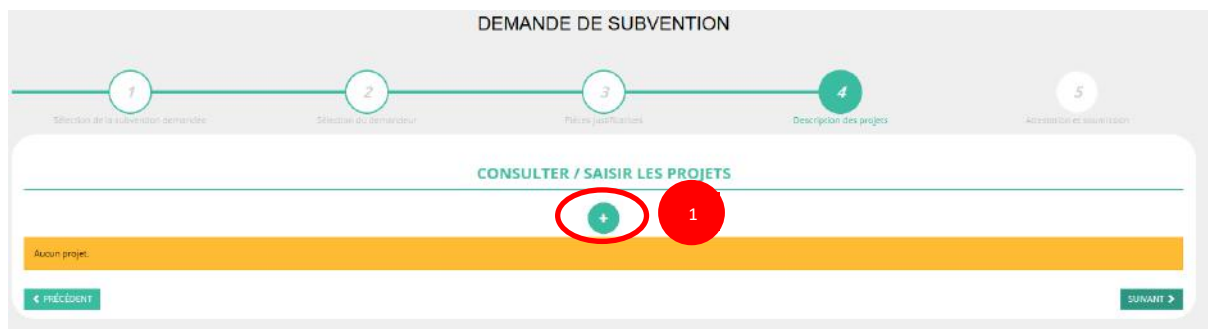 DEMANDE DE SUBVENTION
1
2
3
4
5
Sélection de la subvention demandée
Sélection du demandeur
Pièces justificatives
Description des projets
Attestation et soumission
CONSULTER / SAISIR LES PROJETS
+
1
Aucun projet.
PRÉCÉDENT
SUIVANT